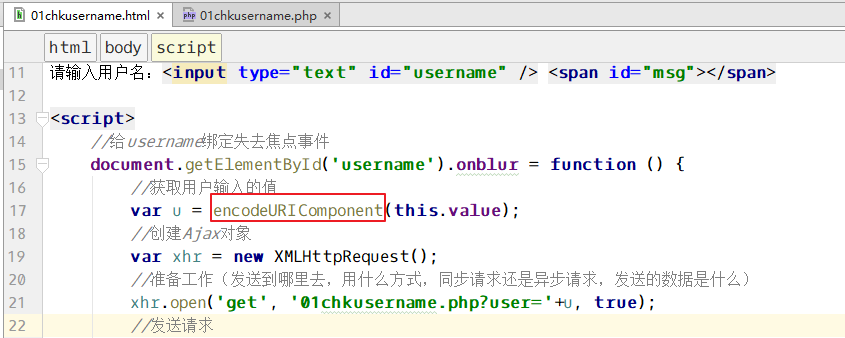 01chkusername.html × 01chkusername.php ×
html body script
11 请输入用户名：<input type="text" id="username" /> <span id="msg"></span>
12
13 <script>
14 //给username绑定失去焦点事件
15 document.getElementById('username').onblur = function () {
16 //获取用户输入的值
17 var u = encodeURIComponent(this.value);
18 //创建Ajax对象
19 var xhr = new XMLHttpRequest();
20 //准备工作（发送到哪里去，用什么方式，同步请求还是异步请求，发送的数据是什么）
21 xhr.open('get', '01chkusername.php?user='+u, true);
22 //发送请求